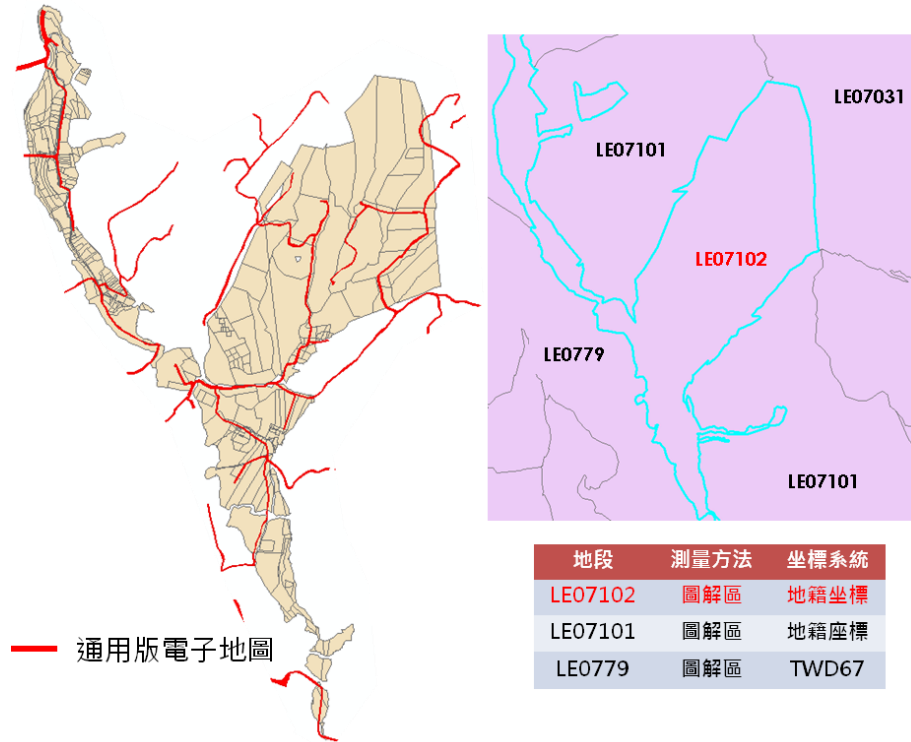 LE07031
LE07101
LE07102
LE0779
LE07101
通用版電子地圖
地段 測量方法 坐標系統
LE07102 圖解區 地籍坐標
LE07101 圖解區 地籍座標
LE0779 圖解區 TWD67